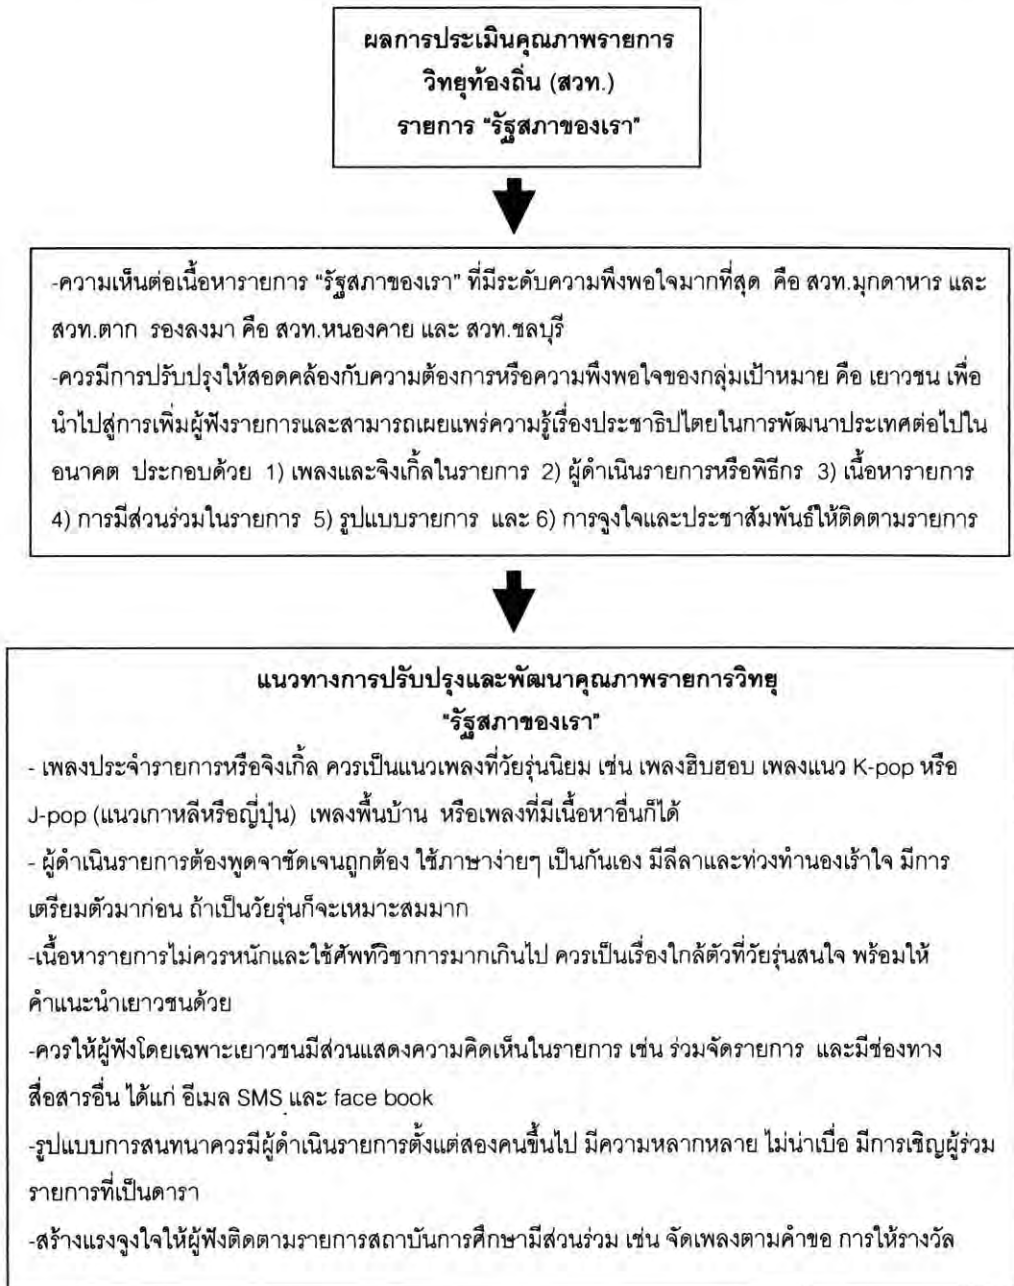 ผลการประเมินคุณภาพรายการ
วิทยุท้องถิ่น (สวท.)
รายการ "รัฐสภาของเรา"
-ความเห็นต่อเนื้อหารายการ "รัฐสภาของเรา" ที่มีระดับความพึงพอใจมากที่สุด คือ สวท.มุกดาหาร และ
สวท.ตาก รองลงมา คือ สวท.หนองคาย และ สวท.ชลบุรี
-ควรมีการปรับปรุงให้สอดคล้องกับความต้องการหรือความพึงพอใจของกลุ่มเป้าหมาย คือ เยาวชน เพื่อ
นำไปสู่การเพิ่มผู้ฟังรายการและสามารถเผยแพร่ความรู้เรื่องประชาธิปไตยในการพัฒนาประเทศต่อไปใน
อนาคต ประกอบด้วย 1) เพลงและจิงเกิ้ลในรายการ 2) ผู้ดำเนินรายการหรือพิธีกร 3) เนื้อหารายการ
4) การมีส่วนร่วมในรายการ 5) รูปแบบรายการ และ 6) การจูงใจและประชาสัมพันธ์ให้ติดตามรายการ
แนวทางการปรับปรุงและพัฒนาคุณภาพรายการวิทยุ
"รัฐสภาของเรา"
- เพลงประจำรายการหรือจิงเกิ้ล ควรเป็นแนวเพลงที่วัยรุ่นนิยม เช่น เพลงฮิบฮอบ เพลงแนว K-pop หรือ
J-pop (แนวเกาหลีหรือญี่ปุ่น) เพลงพื้นบ้าน หรือเพลงที่มีเนื้อหาอื่นก็ได้
- ผู้ดำเนินรายการต้องพูดจาชัดเจนถูกต้อง ใช้ภาษาง่ายๆ เป็นกันเอง มีลีลาและท่วงทำนองเร้าใจ มีการ
เตรียมตัวมาก่อน ถ้าเป็นวัยรุ่นก็จะเหมาะสมมาก
-เนื้อหารายการไม่ควรหนักและใช้ศัพท์วิชาการมากเกินไป ควรเป็นเรื่องใกล้ตัวที่วัยรุ่นสนใจ พร้อมให้
คำแนะนำเยาวชนด้วย
-ควรให้ผู้ฟังโดยเฉพาะเยาวชนมีส่วนแสดงความคิดเห็นในรายการ เช่น ร่วมจัดรายการ และมีช่องทาง
สื่อสารอื่น ได้แก่ อีเมล SMS และ face book
-รูปแบบการสนทนาควรมีผู้ดำเนินรายการตั้งแต่สองคนขึ้นไป มีความหลากหลาย ไม่น่าเบื่อ มีการเชิญผู้ร่วม
รายการที่เป็นดารา
-สร้างแรงจูงใจให้ผู้ฟังติดตามรายการสถาบันการศึกษามีส่วนร่วม เช่น จัดเพลงตามคำขอ การให้รางวัล